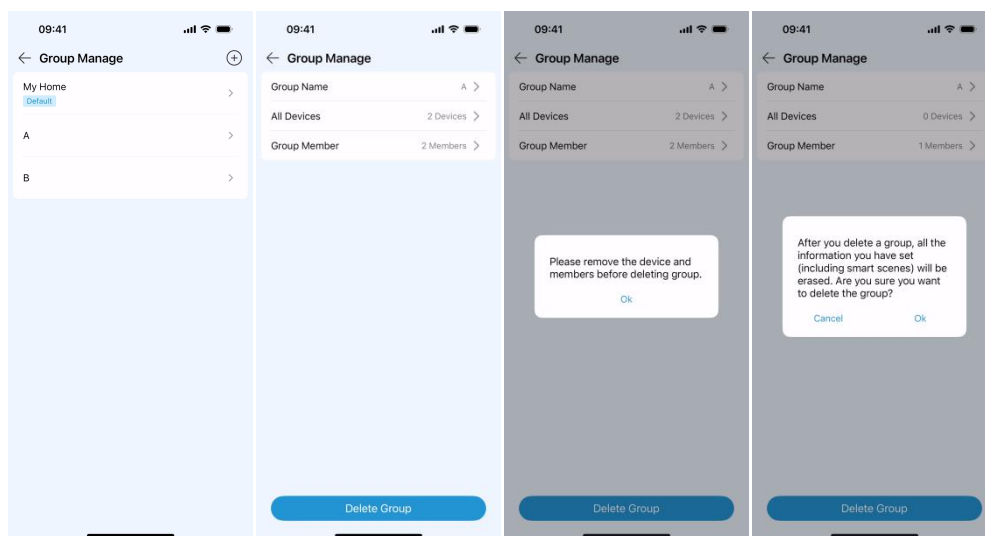 09:41
Group Manage
My Home
Default
A
B
09:41
Group Manage
Group Name A
All Devices 2 Devices
Group Member 2 Members
Delete Group
09:41
Group Manage
Group Name A
All Devices 2 Devices
Group Member 2 Members
Please remove the device and
members before deleting group.
Ok
Delete Group
09:41
Group Manage
Group Name A
All Devices 0 Devices
Group Member 1 Members
After you delete a group, all the
information you have set
(including smart scenes) will be
erased. Are you sure you want
to delete the group?
Cancel Ok
Delete Group